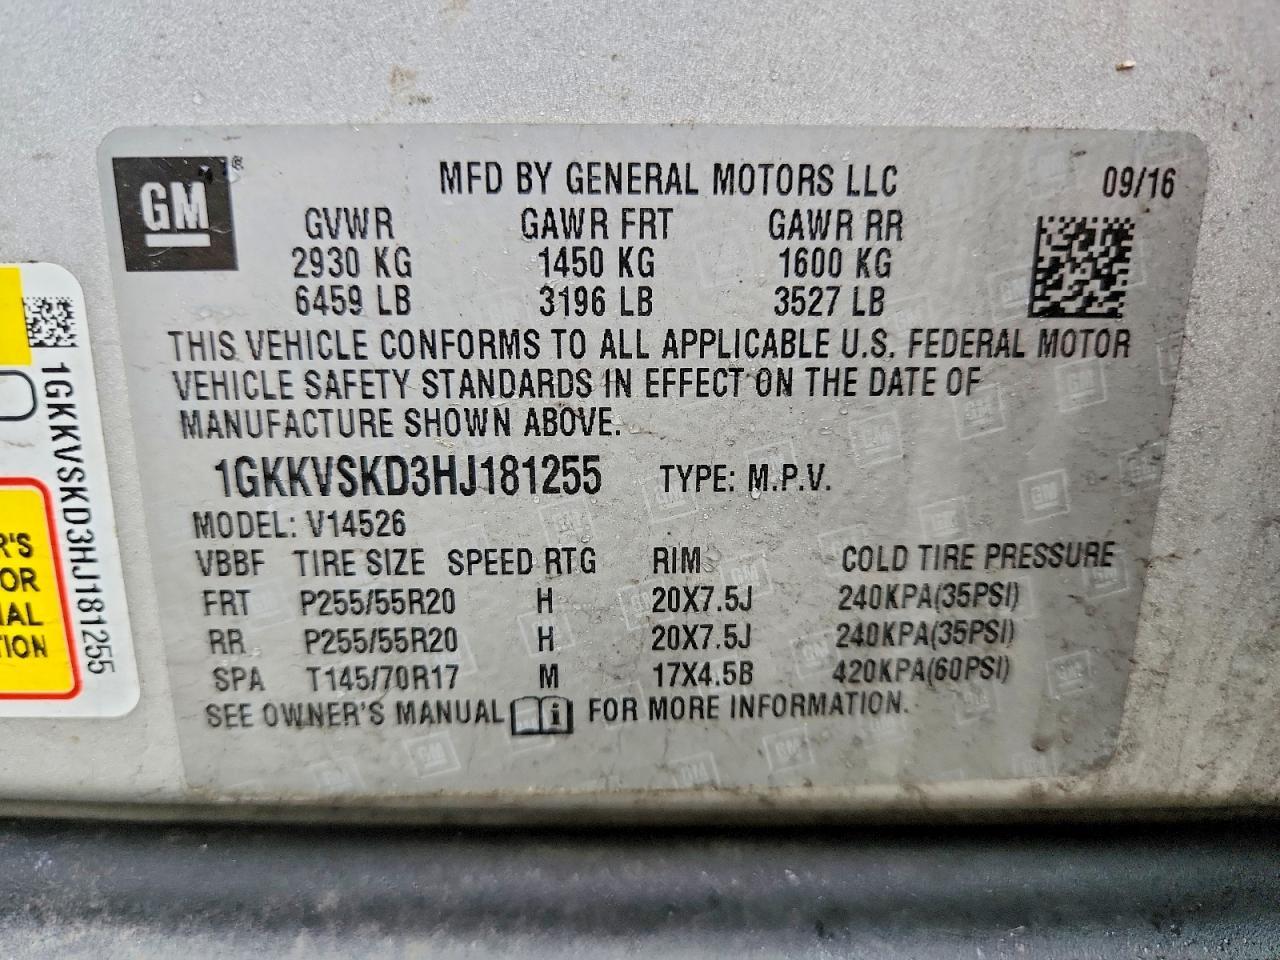 GM
MFD BY GENERAL MOTORS LLC 09/16
GVWR GAWR FRT GAWR RR
2930 KG 1450 KG 1600 KG
6459 LB 3196 LB 3527 LB
THIS VEHICLE CONFORMS TO ALL APPLICABLE U.S. FEDERAL MOTOR
VEHICLE SAFETY STANDARDS IN EFFECT ON THE DATE OF
MANUFACTURE SHOWN ABOVE.
1GKKVSKD3HJ181255 TYPE: M.P.V.
MODEL: V14526
VBBF TIRE SIZE SPEED RTG RIM COLD TIRE PRESSURE
FRT P255/55R20 H 20X7.5J 240KPA(35PSI)
RR P255/55R20 H 20X7.5J 240KPA(35PSI)
SPA T145/70R17 M 17X4.5B 420KPA(60PSI)
SEE OWNER'S MANUAL FOR MORE INFORMATION.
1GKKVSKD3HJ181255
R'S
OR
IAL
TION